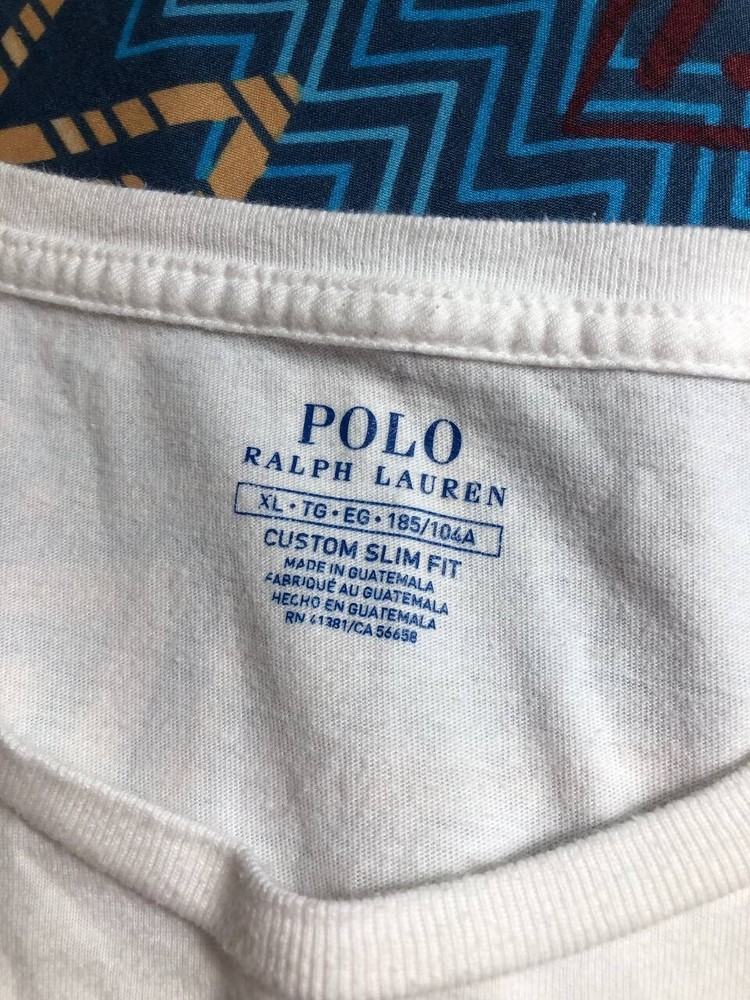 POLO
RALPH LAUREN
XL • TG • EG • 185/104A
CUSTOM SLIM FIT
MADE IN GUATEMALA
FABRIQUÉ AU GUATEMALA
HECHO EN GUATEMALA
RN 41381/CA 56658